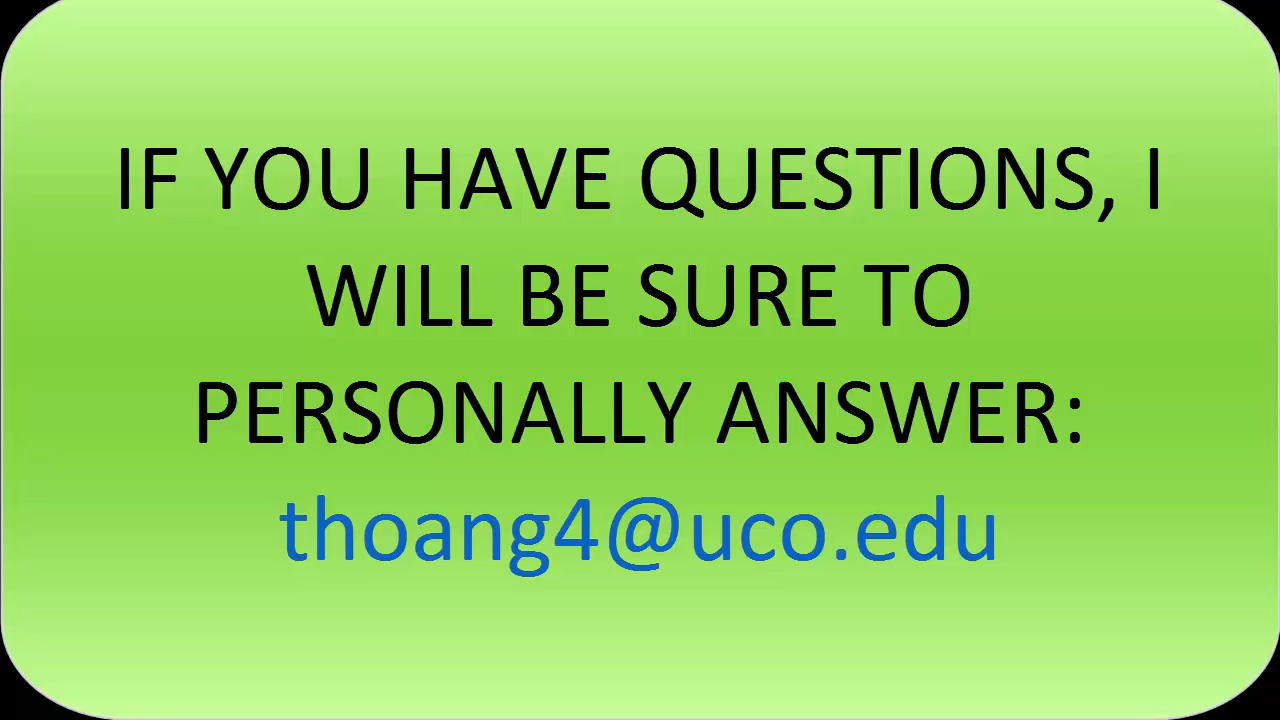 IF YOU HAVE QUESTIONS, I
WILL BE SURE TO
PERSONALLY ANSWER:
thoang4@uco.edu